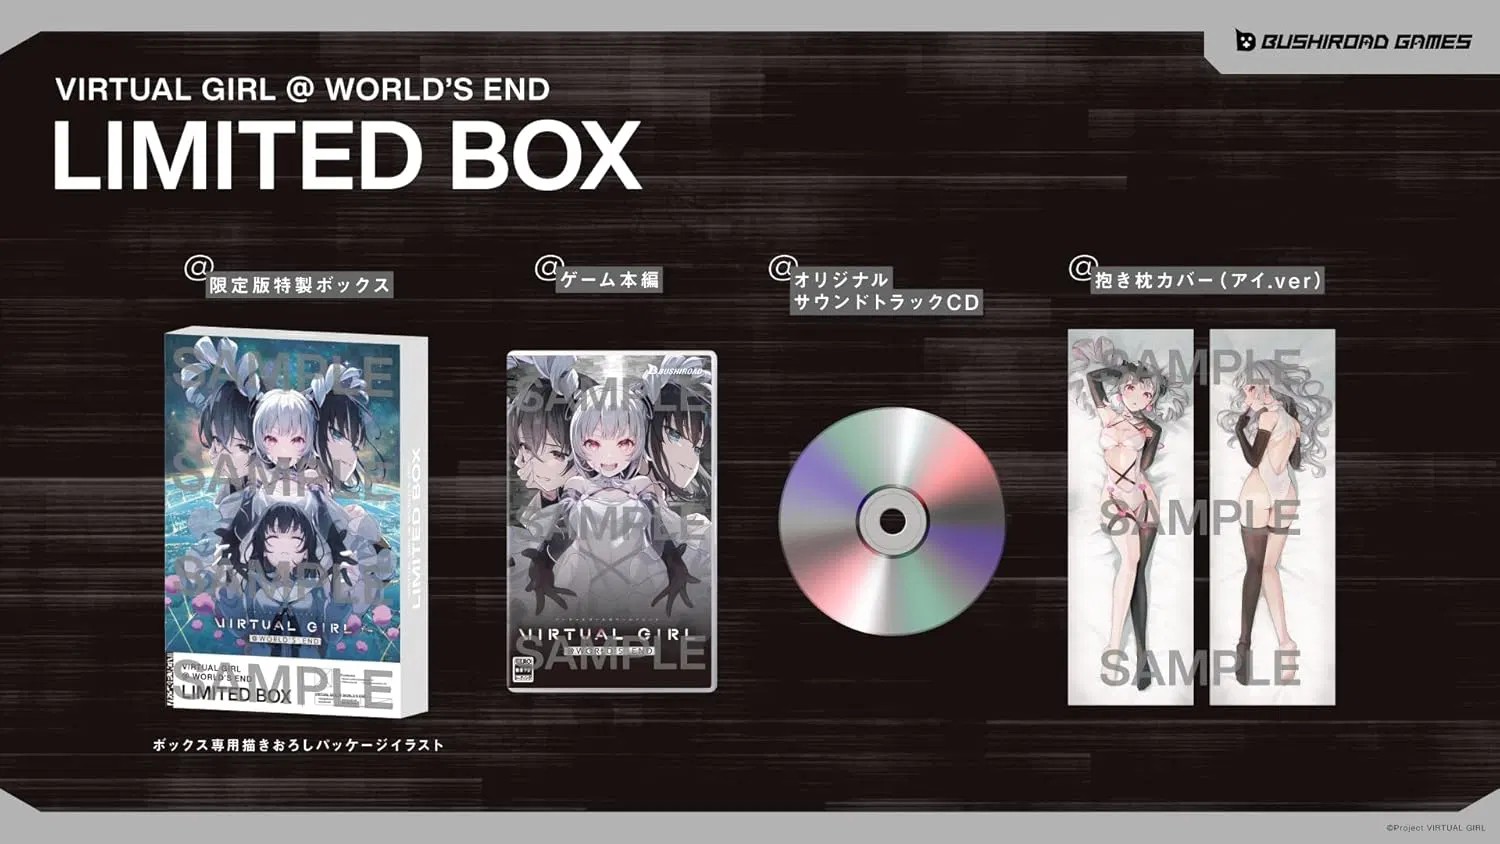 BUSHIROAD GAMES
VIRTUAL GIRL @ WORLD'S END
LIMITED BOX
@限定版特製ボックス
@ゲーム本編
@オリジナル
サウンドトラックCD
@抱き枕カバー(アイ.ver)
SAMPLE
SAMPLE
SAMPLE
VIRTUAL GIRL
@WORLD'S END
VIRTUAL GIRL
@ WORLD'S END
LIMITED BOX
SAMPLE
LIMITED BOX
BUSHIROAD
SAMPLE
SAMPLE
VIRTUAL GIRL
@WORLD'S END
SAMPLE
SAMPLE
SAMPLE
SAMPLE
ボックス専用描きおろしパッケージイラスト
©Project VIRTUAL GIRL